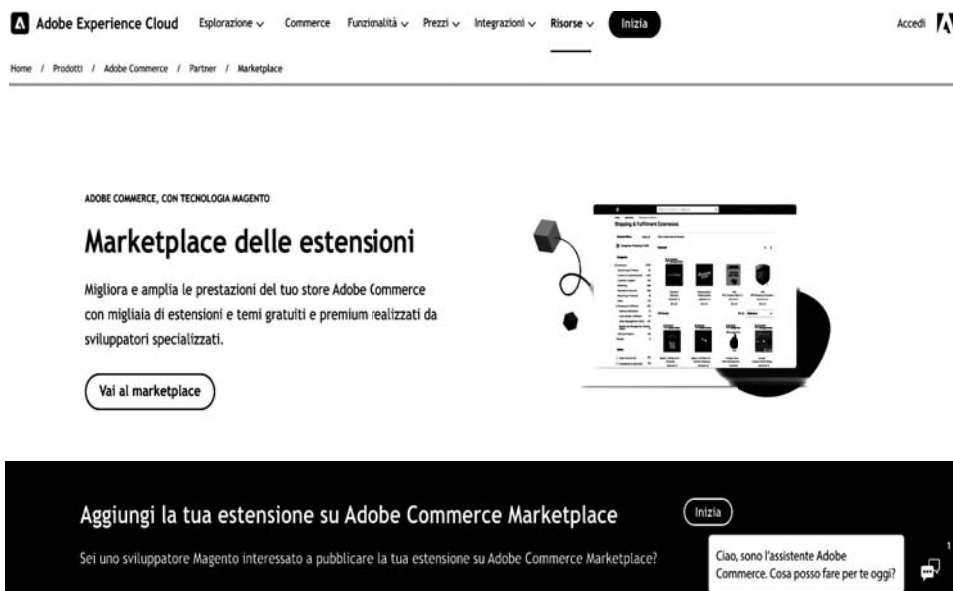 Adobe Experience Cloud Esplorazione Commerce Funzionalità Prezzi Integrazioni Risorse Inizia Accedi
Home / Prodotti / Adobe Commerce / Partner / Marketplace
ADOBE COMMERCE, CON TECNOLOGIA MAGENTO
Marketplace delle estensioni
Migliora e amplia le prestazioni del tuo store Adobe Commerce
con migliaia di estensioni e temi gratuiti e premium realizzati da
sviluppatori specializzati.
Vai al marketplace
Shipping & Fulfillment Extensions
Aggiungi la tua estensione su Adobe Commerce Marketplace
Inizia
Sei uno sviluppatore Magento interessato a pubblicare la tua estensione su Adobe Commerce Marketplace?
Ciao, sono l'assistente Adobe
Commerce. Cosa posso fare per te oggi?
1